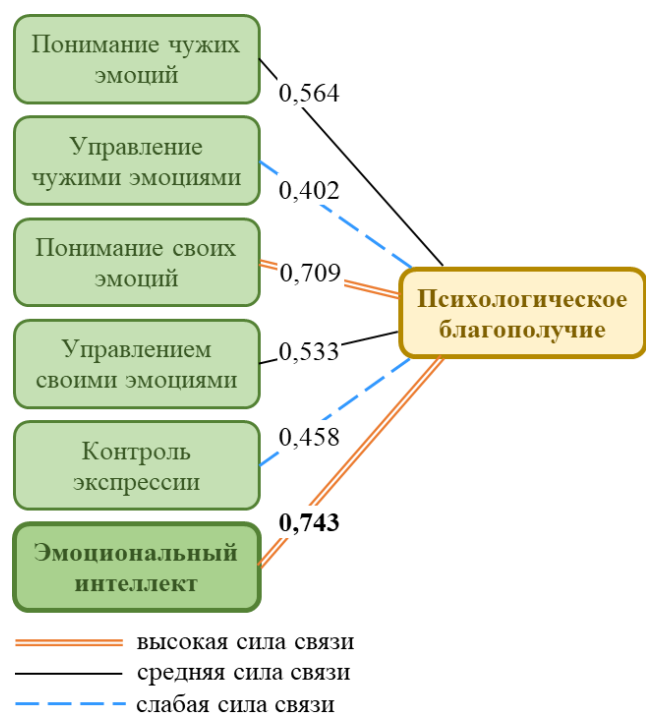 Понимание чужих
эмоций
0,564
Управление
чужими эмоциями
0,402
Понимание своих
эмоций
0,709
Психологическое
благополучие
Управлением
своими эмоциями
0,533
Контроль
экспрессии
0,458
Эмоциональный
интеллект
0,743
высокая сила связи
средняя сила связи
слабая сила связи